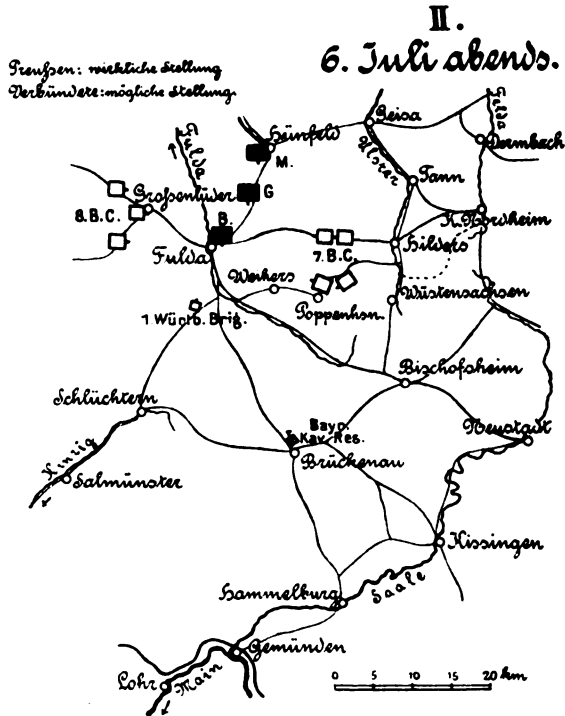 II.
6. Juli abends.
Preußen: wirkliche Stellung
Verbündete: mögliche Stellung.
Felda
Geisa
Fulda
Hünfeld
Ulster
Dermbach
M.
Tann
Großenlüder
G
8.B.C.
B.
K. Nordheim
Hilders
7.B.C.
Fulda
Weihers
Wüstensachsen
Poppenhsn.
1 Württb. Brig.
Bischofsheim
Schlüchtern
Bayr.
Kav. Res.
Neustadt
Brückenau
Kinzig
Salmünster
Kissingen
Hammelburg
Saale
Gemünden
Lohr
Main
0 5 10 15 20 km